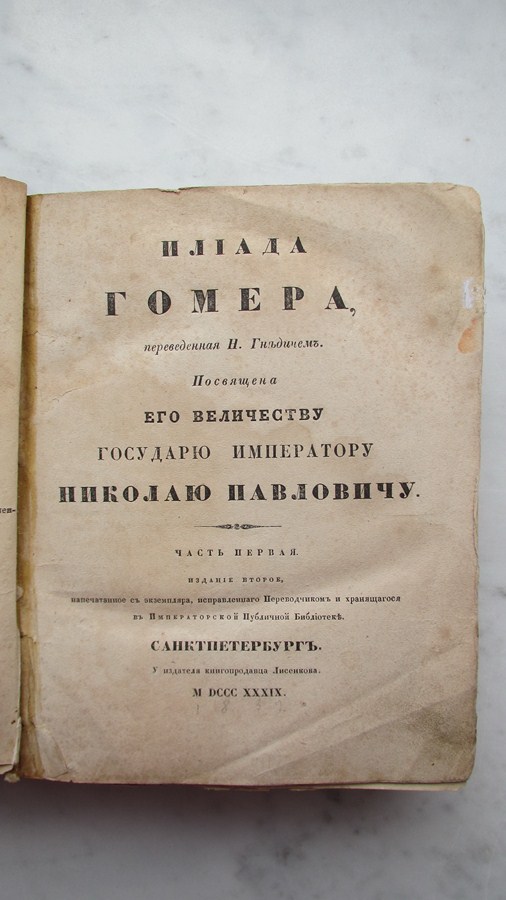 ИЛІАДА
ГОМЕРА,
переведенная Н. Гнѣдичемъ.
Посвящена
ЕГО ВЕЛИЧЕСТВУ
ГОСУДАРЮ ИМПЕРАТОРУ
НИКОЛАЮ ПАВЛОВИЧУ.
ЧАСТЬ ПЕРВАЯ.
ИЗДАНІЕ ВТОРОЕ,
напечатанное съ экземпляра, исправленнаго Переводчикомъ и хранящагося
въ Императорской Публичной Библіотекѣ.
САНКТПЕТЕРБУРГЪ.
У издателя книгопродавца Лисенкова.
M DCCC XXXIX.